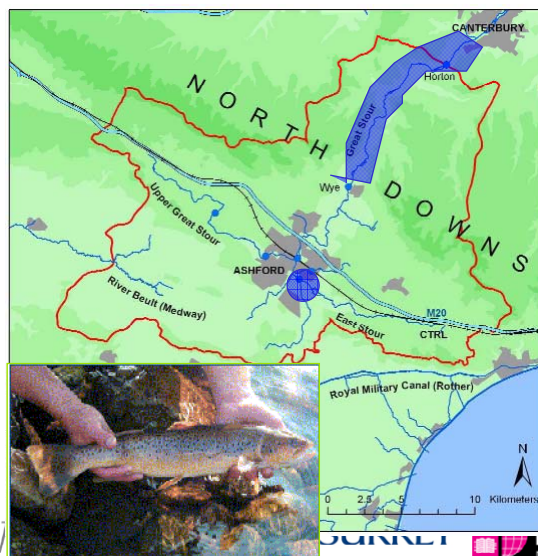 CANTERBURY
Horton
NORTH DOWNS
Great Stour
Wye
Upper Great Stour
ASHFORD
River Beult (Medway)
M20
East Stour
CTRL
Royal Military Canal (Rother)
N
0 2.5 5 10
Kilometers
SURREY